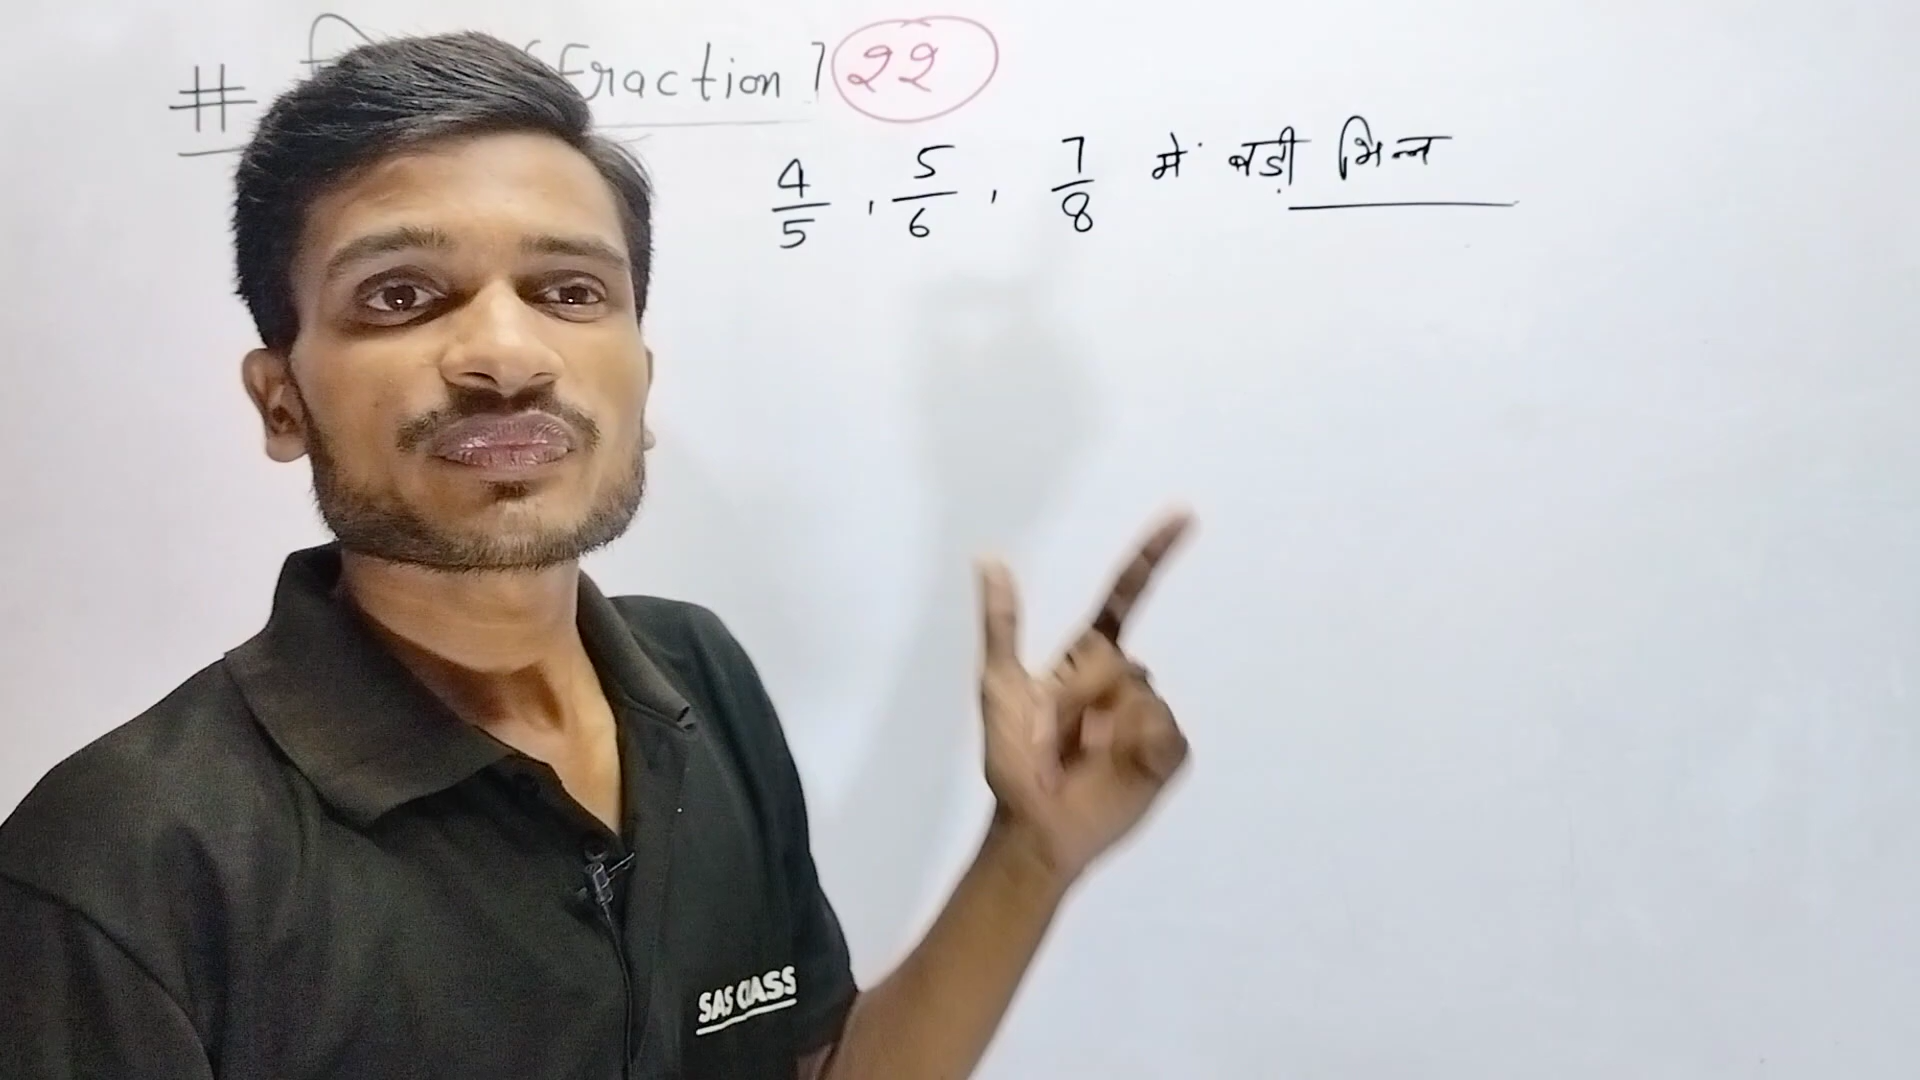 # Fraction ] 22
4/5 , 5/6 , 7/8 में बड़ी भिन्न
SAS CLASS